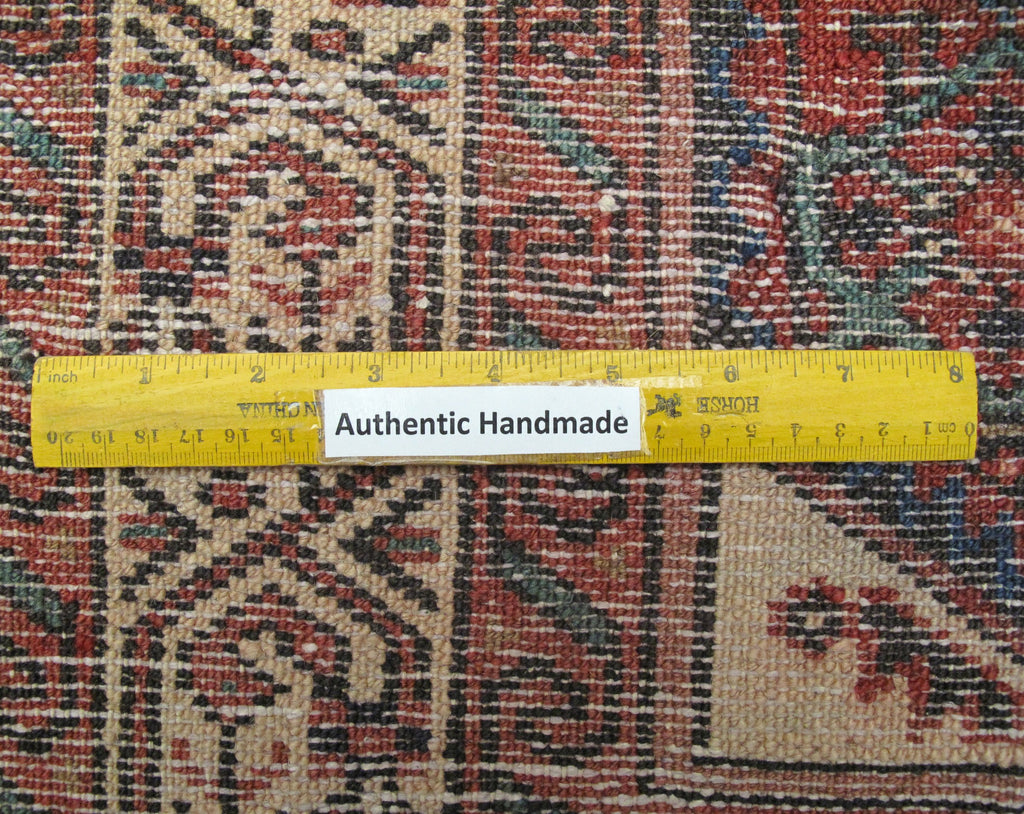 inch 1 2 3 4 5 6 7 8
Authentic Handmade
HORSE
N CHINA
20 19 18 17 16 15 7 6 5 4 3 2 1 cm 0